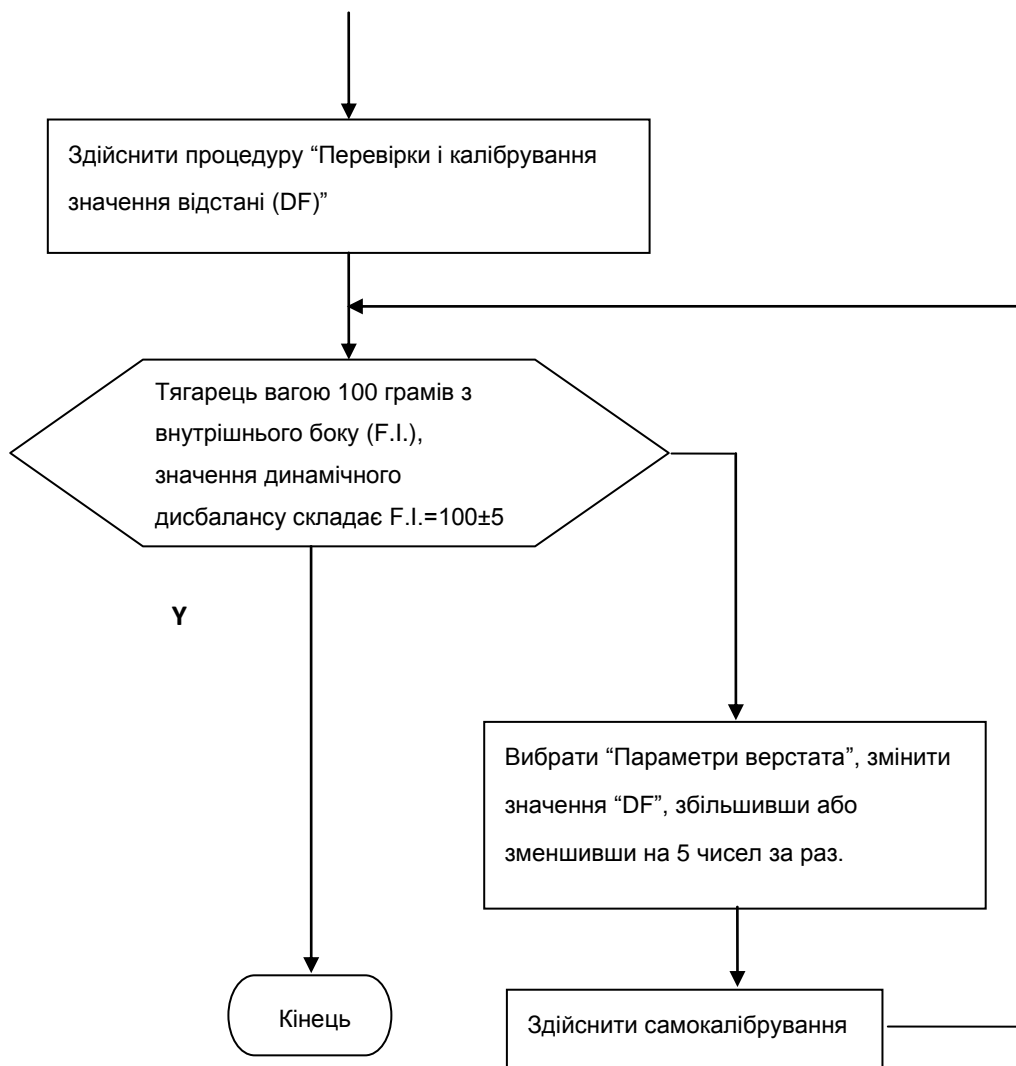 Здійснити процедуру “Перевірки і калібрування
значення відстані (DF)”
Тягарець вагою 100 грамів з
внутрішнього боку (F.I.),
значення динамічного
дисбалансу складає F.I.=100±5
Y
Вибрати “Параметри верстата”, змінити
значення “DF”, збільшивши або
зменшивши на 5 чисел за раз.
Кінець
Здійснити самокалібрування